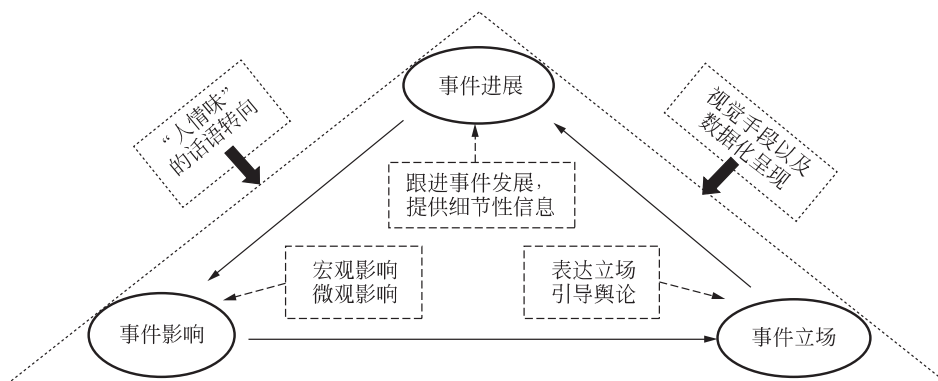 事件进展
“人情味”
的话语转向
视觉手段以及
数据化呈现
跟进事件发展，
提供细节性信息
宏观影响
微观影响
表达立场
引导舆论
事件影响
事件立场